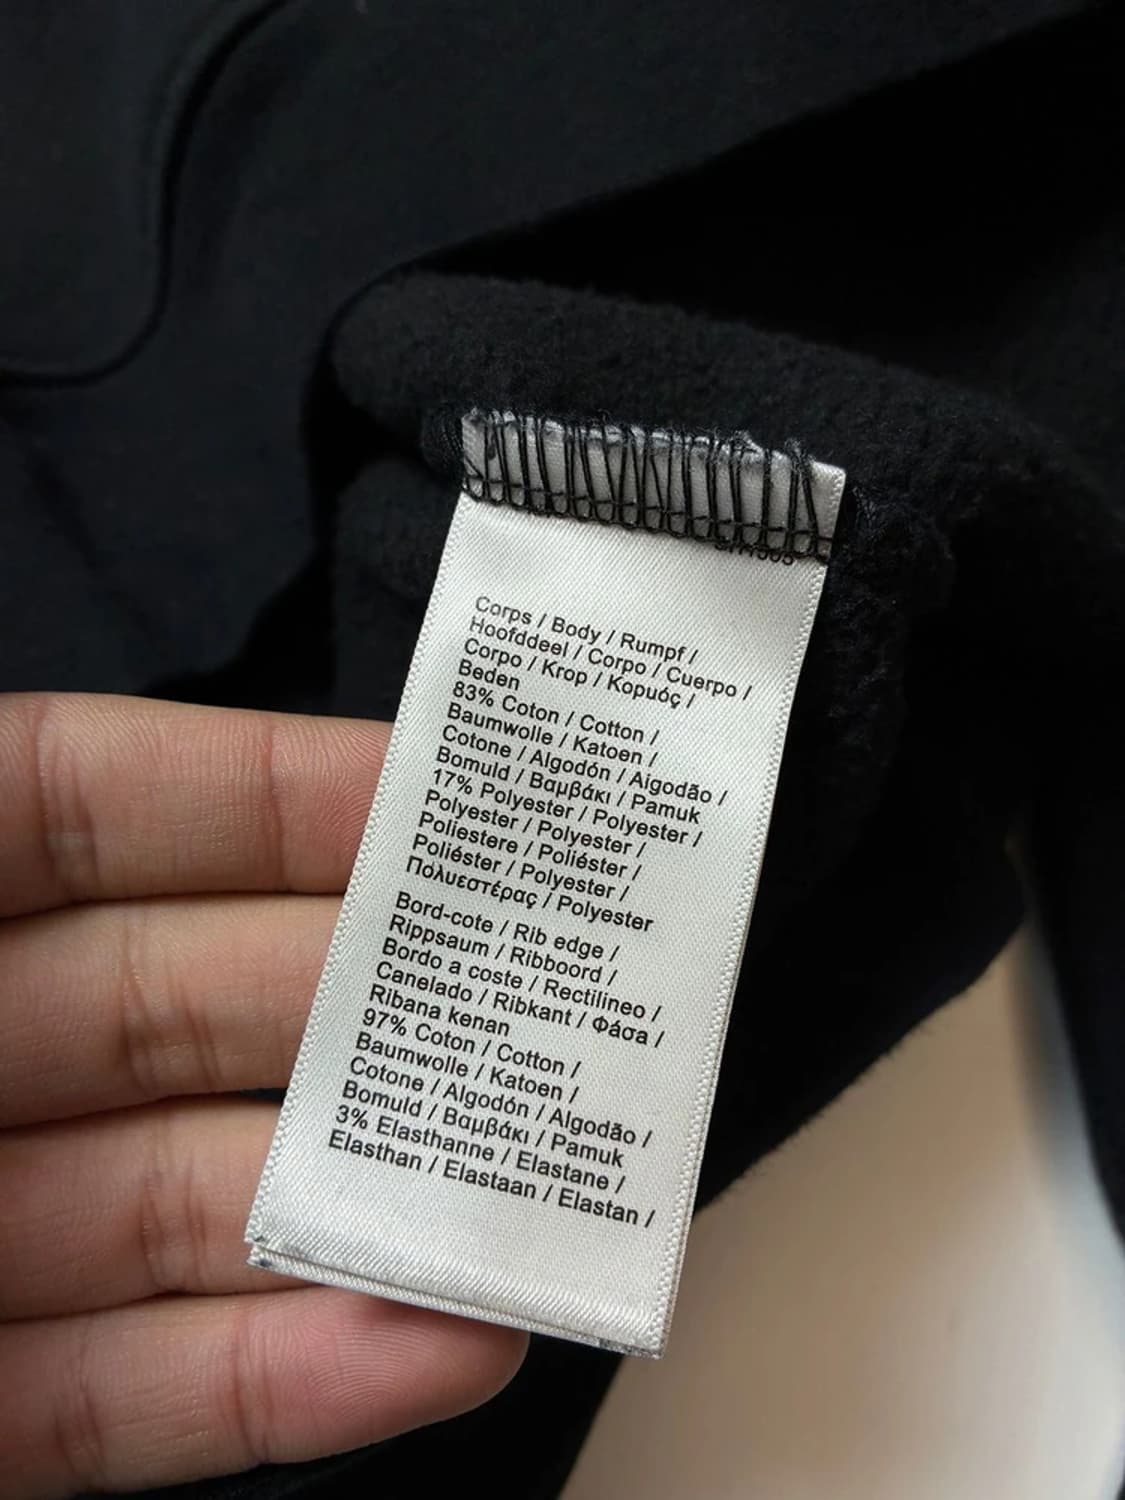 Corps / Body / Rumpf /
Hoofddeel / Corpo / Cuerpo /
Corpo / Krop / Κορμός /
Beden
83% Coton / Cotton /
Baumwolle / Katoen /
Cotone / Algodón / Algodão /
Bomuld / Βαμβάκι / Pamuk
17% Polyester / Polyester /
Polyester / Polyester /
Poliestere / Poliéster /
Poliéster / Polyester /
Πολυεστέρας / Polyester
Bord-cote / Rib edge /
Rippsaum / Ribboord /
Bordo a coste / Rectilineo /
Canelado / Ribkant / Φάσα /
Ribana kenan
97% Coton / Cotton /
Baumwolle / Katoen /
Cotone / Algodón / Algodão /
Bomuld / Βαμβάκι / Pamuk
3% Elasthanne / Elastane /
Elasthan / Elastaan / Elastan /